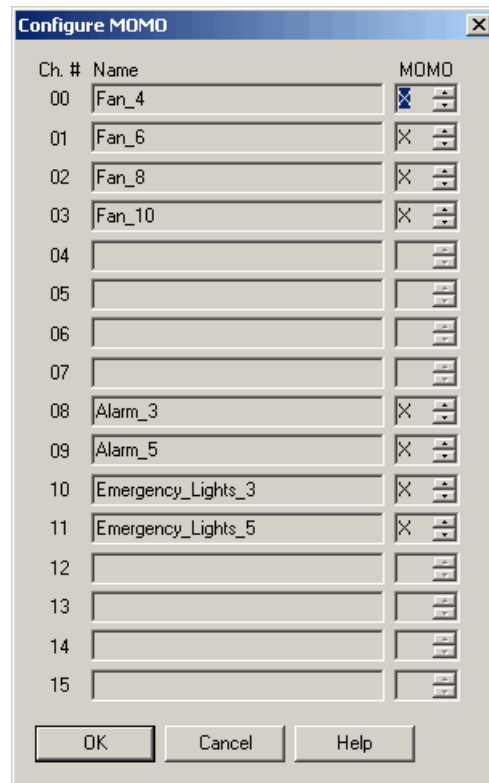 Configure MOMO
Ch. # Name MOMO
00 Fan_4 X
01 Fan_6 X
02 Fan_8 X
03 Fan_10 X
04
05
06
07
08 Alarm_3 X
09 Alarm_5 X
10 Emergency_Lights_3 X
11 Emergency_Lights_5 X
12
13
14
15
OK Cancel Help